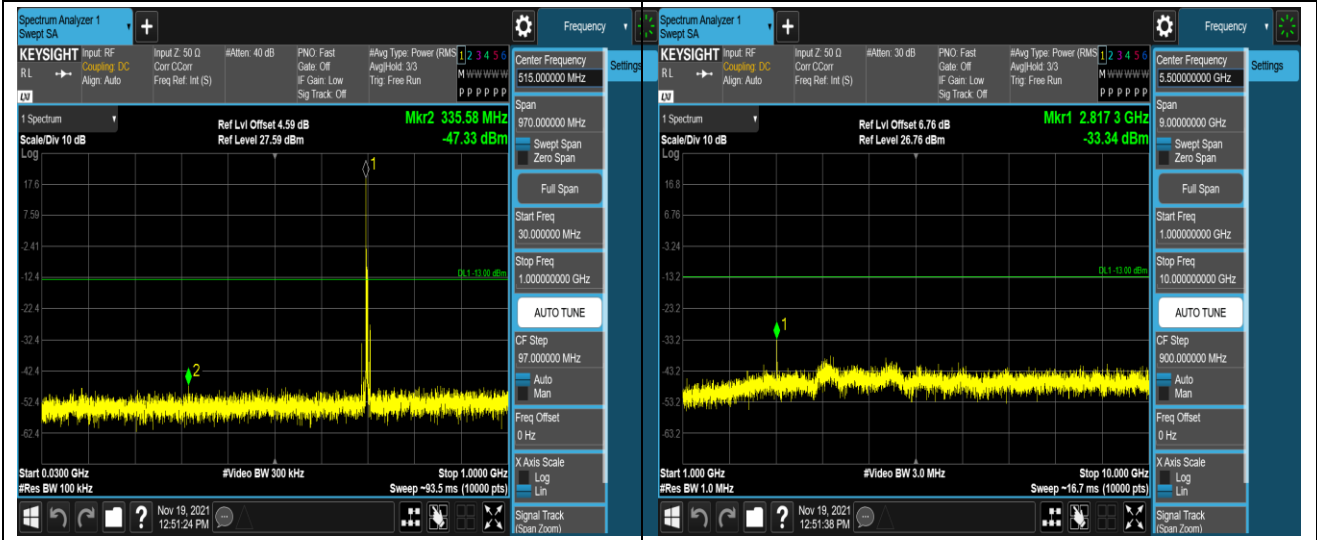 Spectrum Analyzer 1
Swept SA
+
Frequency
KEYSIGHT
Input: RF
Coupling: DC
Align: Auto
Input Z: 50 Ω
Corr CCorr
Freq Ref: Int (S)
#Atten: 40 dB
PNO: Fast
Gate: Off
IF Gain: Low
Sig Track: Off
#Avg Type: Power (RMS
Avg|Hold: 3/3
Trig: Free Run
1 2 3 4 5 6
M W W W W W
P P P P P P
RL
LXI
1 Spectrum
Ref Lvl Offset 4.59 dB
Mkr2 335.58 MHz
Scale/Div 10 dB
Ref Level 27.59 dBm
-47.33 dBm
Log
1
17.6
7.59
-2.41
DL1 -13.00 dBm
-12.4
-22.4
-32.4
-42.4
2
-52.4
-62.4
Start 0.0300 GHz
#Video BW 300 kHz
Stop 1.0000 GHz
#Res BW 100 kHz
Sweep ~93.5 ms (10000 pts)
Nov 19, 2021
12:51:24 PM
Center Frequency
515.000000 MHz
Settings
Span
970.000000 MHz
Swept Span
Zero Span
Full Span
Start Freq
30.000000 MHz
Stop Freq
1.000000000 GHz
AUTO TUNE
CF Step
97.000000 MHz
Auto
Man
Freq Offset
0 Hz
X Axis Scale
Log
Lin
Signal Track
(Span Zoom)
Spectrum Analyzer 1
Swept SA
+
Frequency
KEYSIGHT
Input: RF
Coupling: DC
Align: Auto
Input Z: 50 Ω
Corr CCorr
Freq Ref: Int (S)
#Atten: 30 dB
PNO: Fast
Gate: Off
IF Gain: Low
Sig Track: Off
#Avg Type: Power (RMS
Avg|Hold: 3/3
Trig: Free Run
1 2 3 4 5 6
M W W W W W
P P P P P P
RL
LXI
1 Spectrum
Ref Lvl Offset 6.76 dB
Mkr1 2.817 3 GHz
Scale/Div 10 dB
Ref Level 26.76 dBm
-33.34 dBm
Log
16.8
6.76
-3.24
DL1 -13.00 dBm
-13.2
-23.2
1
-33.2
-43.2
-53.2
-63.2
Start 1.000 GHz
#Video BW 3.0 MHz
Stop 10.000 GHz
#Res BW 1.0 MHz
Sweep ~16.7 ms (10000 pts)
Nov 19, 2021
12:51:38 PM
Center Frequency
5.500000000 GHz
Settings
Span
9.00000000 GHz
Swept Span
Zero Span
Full Span
Start Freq
1.000000000 GHz
Stop Freq
10.000000000 GHz
AUTO TUNE
CF Step
900.000000 MHz
Auto
Man
Freq Offset
0 Hz
X Axis Scale
Log
Lin
Signal Track
(Span Zoom)